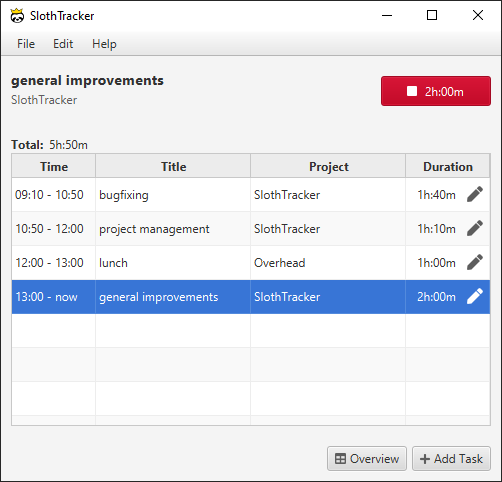 SlothTracker
File Edit Help
general improvements
SlothTracker
2h:00m
Total: 5h:50m
Time Title Project Duration
09:10 - 10:50 bugfixing SlothTracker 1h:40m
10:50 - 12:00 project management SlothTracker 1h:10m
12:00 - 13:00 lunch Overhead 1h:00m
13:00 - now general improvements SlothTracker 2h:00m
Overview Add Task